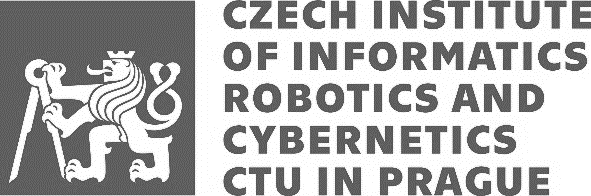 CZECH INSTITUTE
OF INFORMATICS
ROBOTICS AND
CYBERNETICS
CTU IN PRAGUE